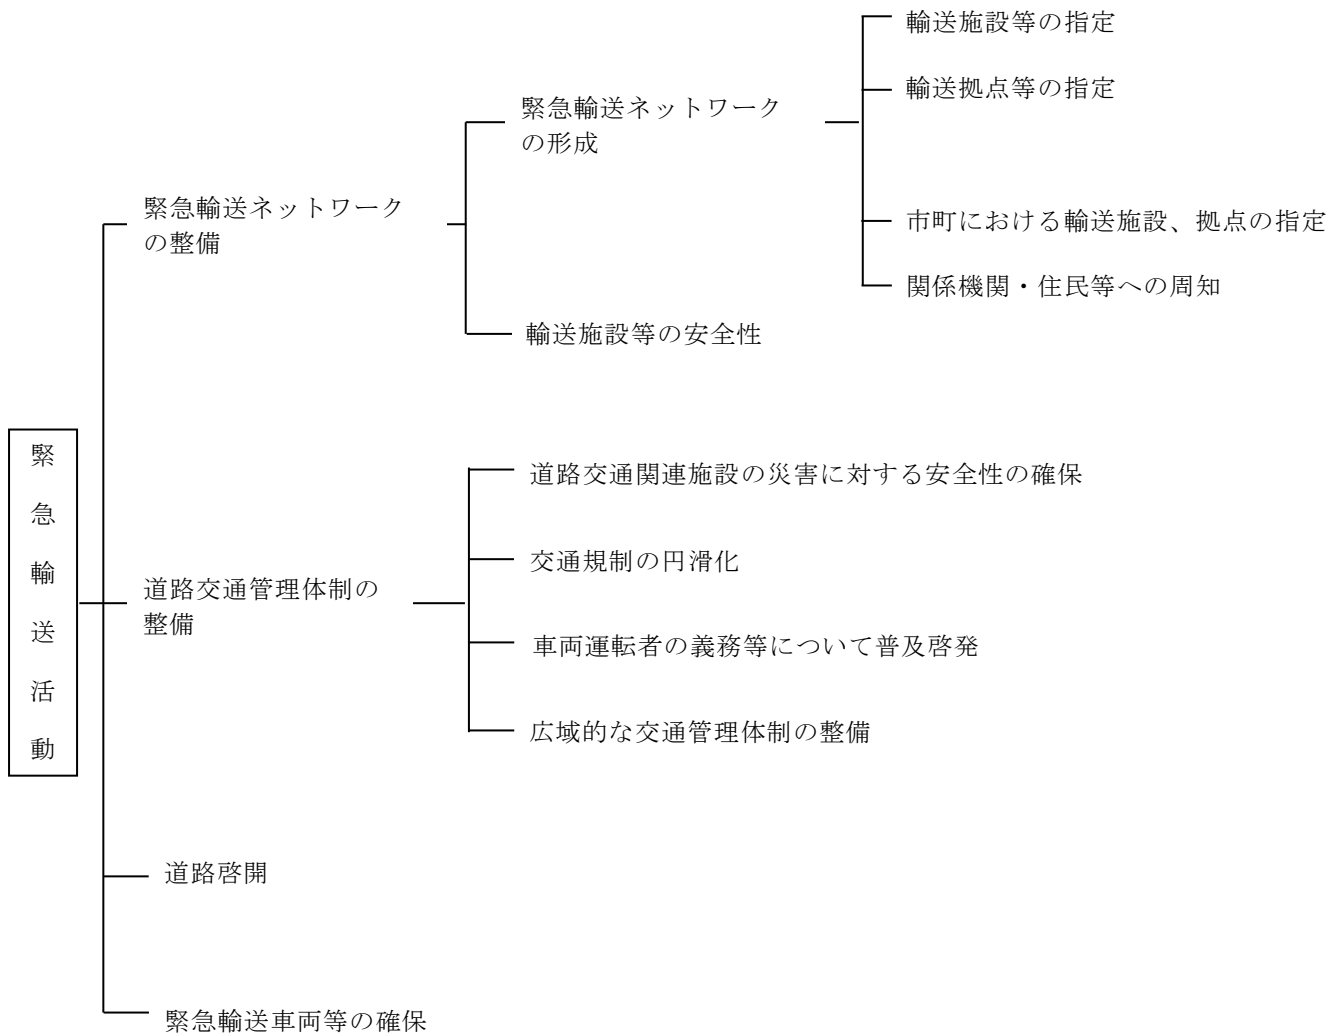 緊急輸送活動
緊急輸送ネットワーク
の整備
緊急輸送ネットワーク
の形成
輸送施設等の指定
輸送拠点等の指定
市町における輸送施設、拠点の指定
関係機関・住民等への周知
輸送施設等の安全性
道路交通管理体制の
整備
道路交通関連施設の災害に対する安全性の確保
交通規制の円滑化
車両運転者の義務等について普及啓発
広域的な交通管理体制の整備
道路啓開
緊急輸送車両等の確保